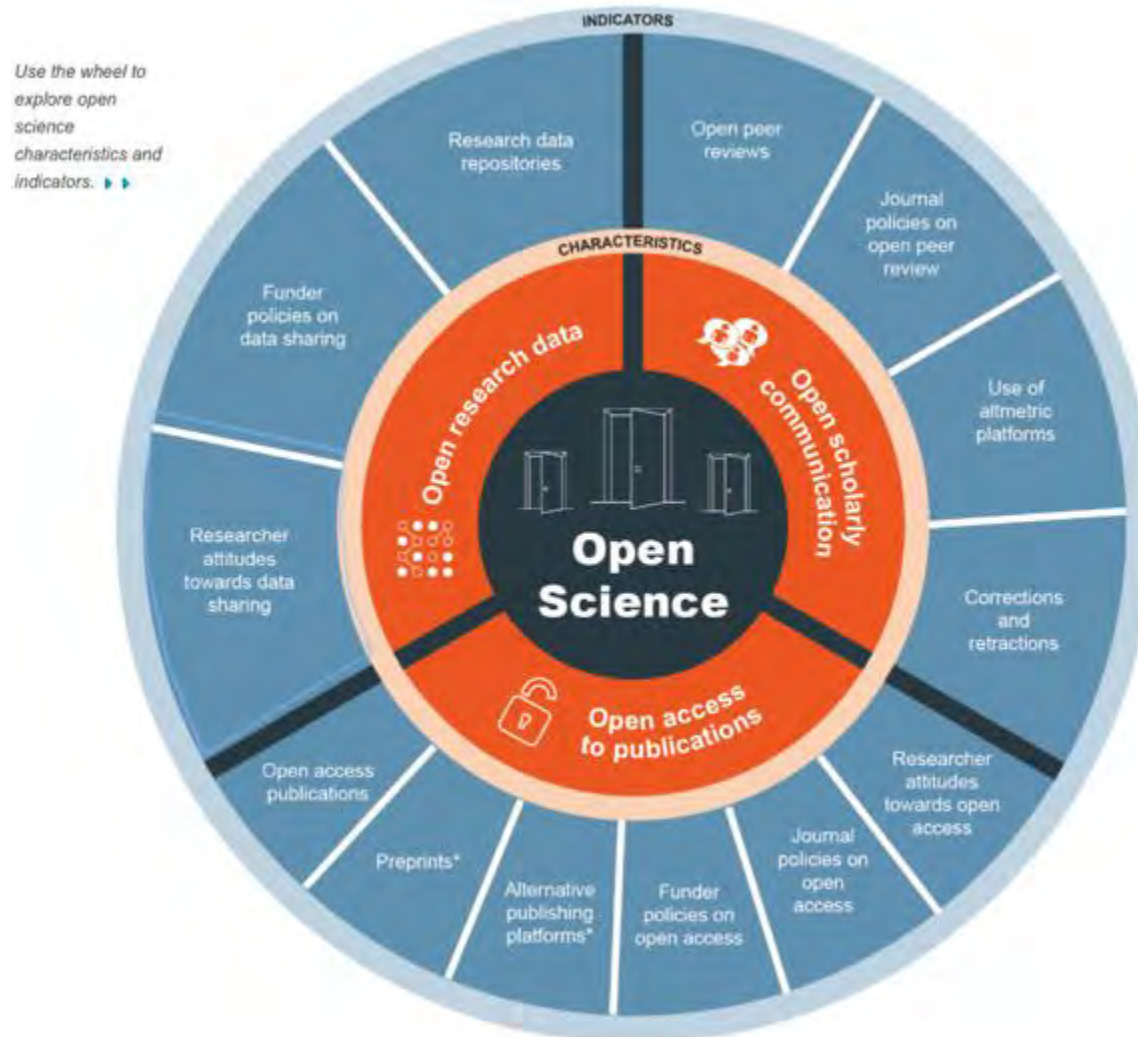 Use the wheel to
explore open
science
characteristics and
indicators.
INDICATORS
Research data
repositories
Open peer
reviews
Journal
policies on
open peer
review
Use of
altmetric
platforms
Corrections
and
retractions
Researcher
attitudes
towards open
access
Journal
policies on
open
access
Funder
policies on
open access
Alternative
publishing
platforms*
Preprints*
Open access
publications
Researcher
attitudes
towards data
sharing
Funder
policies on
data sharing
CHARACTERISTICS
Open research data
Open scholarly
communication
Open access
to publications
Open
Science